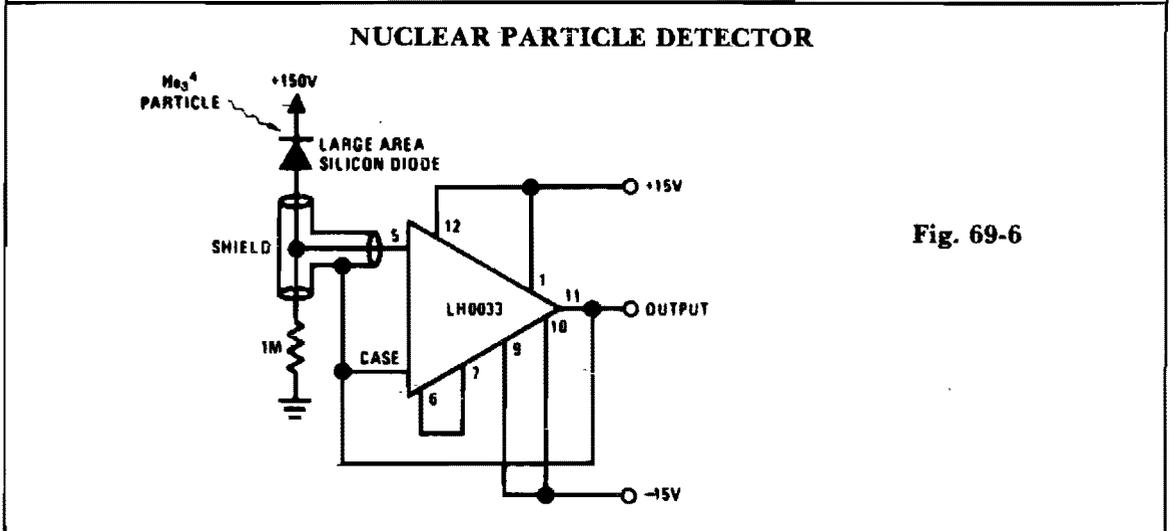 NUCLEAR PARTICLE DETECTOR
He₃⁴
PARTICLE
+150V
LARGE AREA
SILICON DIODE
SHIELD
5
12
+15V
1
11
LH0033
OUTPUT
10
9
1M
CASE
7
6
-15V
Fig. 69-6